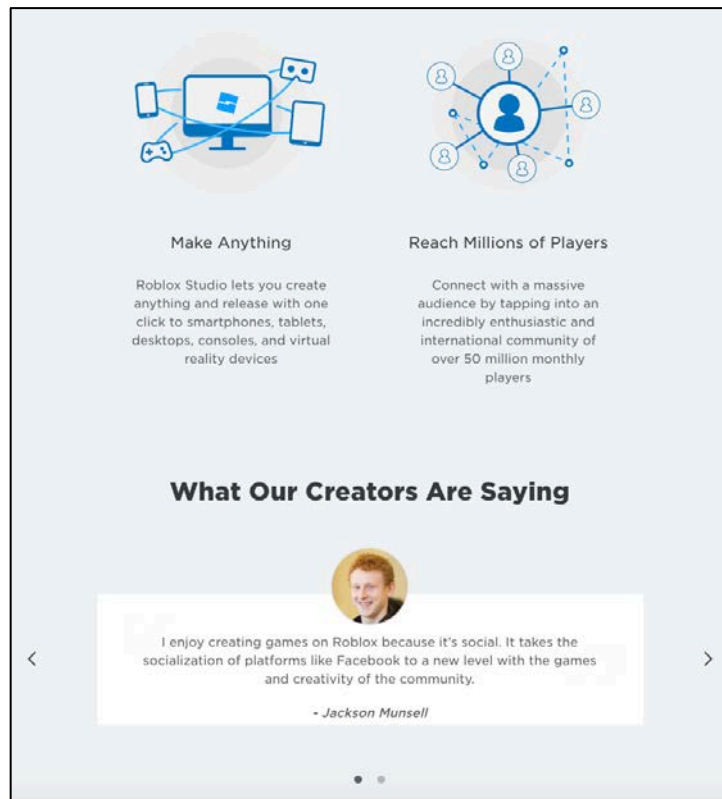 Make Anything
Roblox Studio lets you create
anything and release with one
click to smartphones, tablets,
desktops, consoles, and virtual
reality devices
Reach Millions of Players
Connect with a massive
audience by tapping into an
incredibly enthusiastic and
international community of
over 50 million monthly
players
What Our Creators Are Saying
I enjoy creating games on Roblox because it's social. It takes the
socialization of platforms like Facebook to a new level with the games
and creativity of the community.
- Jackson Munsell